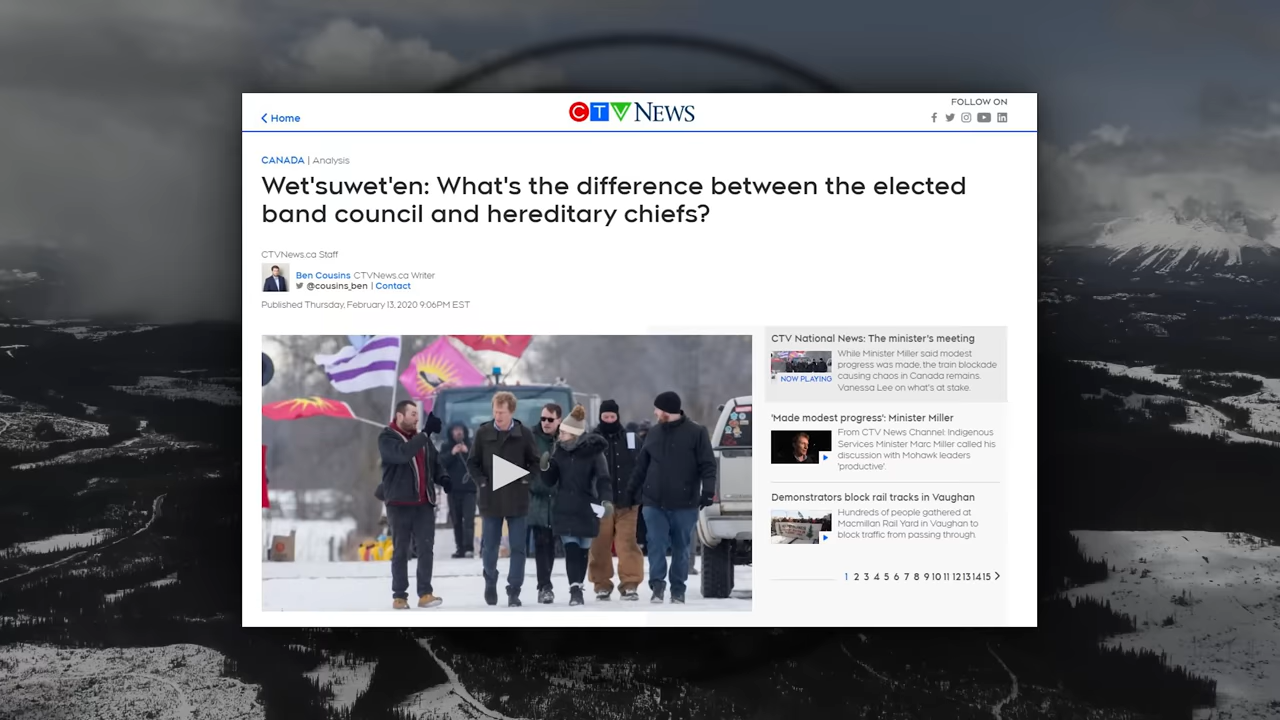 Home
CTV NEWS
FOLLOW ON
CANADA | Analysis
Wet'suwet'en: What's the difference between the elected
band council and hereditary chiefs?
CTVNews.ca Staff
Ben Cousins CTVNews.ca Writer
@cousins_ben | Contact
Published Thursday, February 13, 2020 9:06PM EST
CTV National News: The minister's meeting
While Minister Miller said modest
progress was made, the train blockade
causing chaos in Canada remains.
Vanessa Lee on what's at stake.
NOW PLAYING
'Made modest progress': Minister Miller
From CTV News Channel: Indigenous
Services Minister Marc Miller called his
discussion with Mohawk leaders
'productive'.
Demonstrators block rail tracks in Vaughan
Hundreds of people gathered at
Macmillan Rail Yard in Vaughan to
block traffic from passing through.
1 2 3 4 5 6 7 8 9 10 11 12 13 14 15